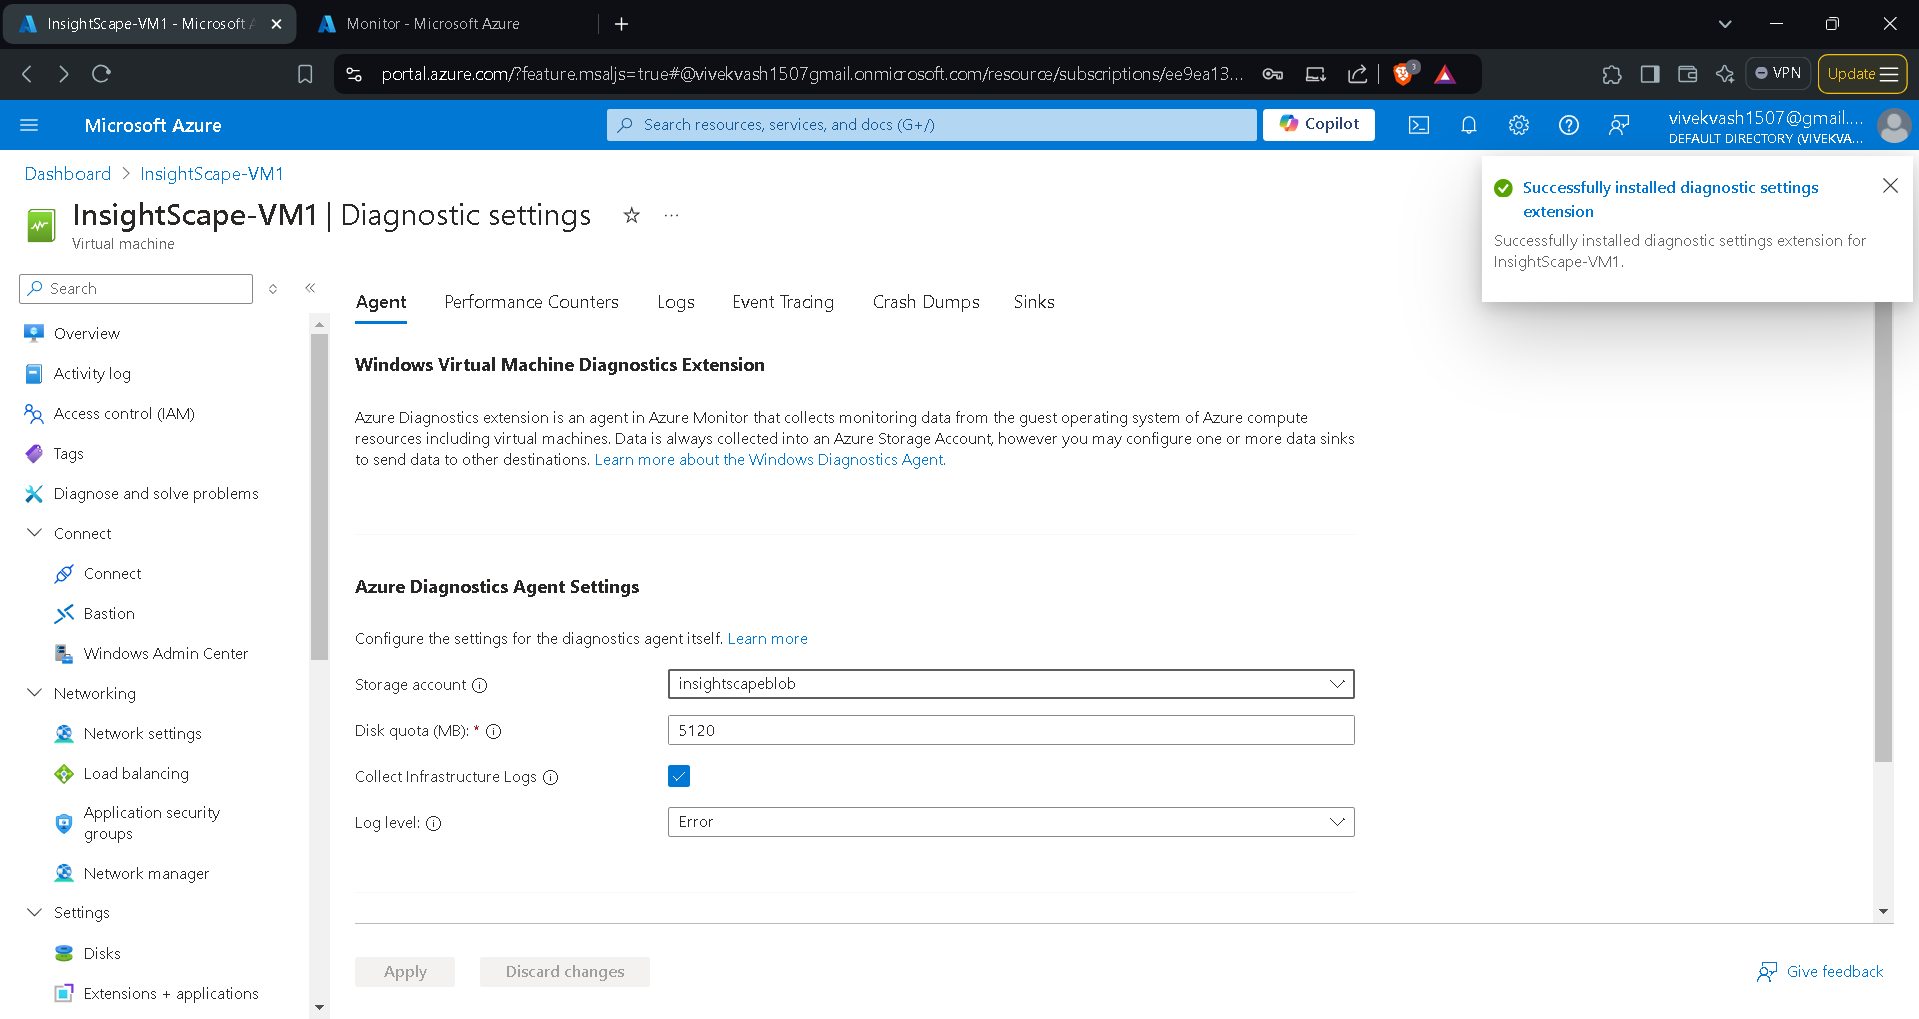 InsightScape-VM1 - Microsoft A
Monitor - Microsoft Azure
portal.azure.com/?feature.msaljs=true#@vivekvash1507gmail.onmicrosoft.com/resource/subscriptions/ee9ea13...
3
VPN
Update
Microsoft Azure
Search resources, services, and docs (G+/)
Copilot
vivekvash1507@gmail....
DEFAULT DIRECTORY (VIVEKVA...
Dashboard > InsightScape-VM1
InsightScape-VM1 | Diagnostic settings
...
Virtual machine
Successfully installed diagnostic settings
extension
Successfully installed diagnostic settings extension for
InsightScape-VM1.
Search
Overview
Activity log
Access control (IAM)
Tags
Diagnose and solve problems
Connect
Connect
Bastion
Windows Admin Center
Networking
Network settings
Load balancing
Application security
groups
Network manager
Settings
Disks
Extensions + applications
Agent
Performance Counters
Logs
Event Tracing
Crash Dumps
Sinks
Windows Virtual Machine Diagnostics Extension
Azure Diagnostics extension is an agent in Azure Monitor that collects monitoring data from the guest operating system of Azure compute
resources including virtual machines. Data is always collected into an Azure Storage Account, however you may configure one or more data sinks
to send data to other destinations. Learn more about the Windows Diagnostics Agent.
Azure Diagnostics Agent Settings
Configure the settings for the diagnostics agent itself. Learn more
Storage account
insightscapeblob
Disk quota (MB): *
5120
Collect Infrastructure Logs
Log level:
Error
Apply
Discard changes
Give feedback